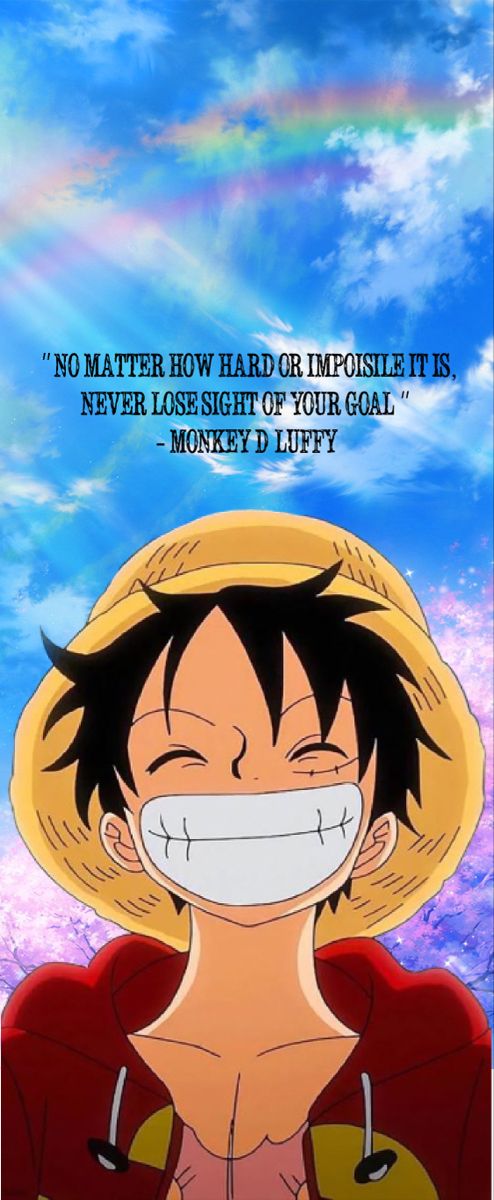 " NO MATTER HOW HARD OR IMPOISILE IT IS,
NEVER LOSE SIGHT OF YOUR GOAL "
- MONKEY D LUFFY